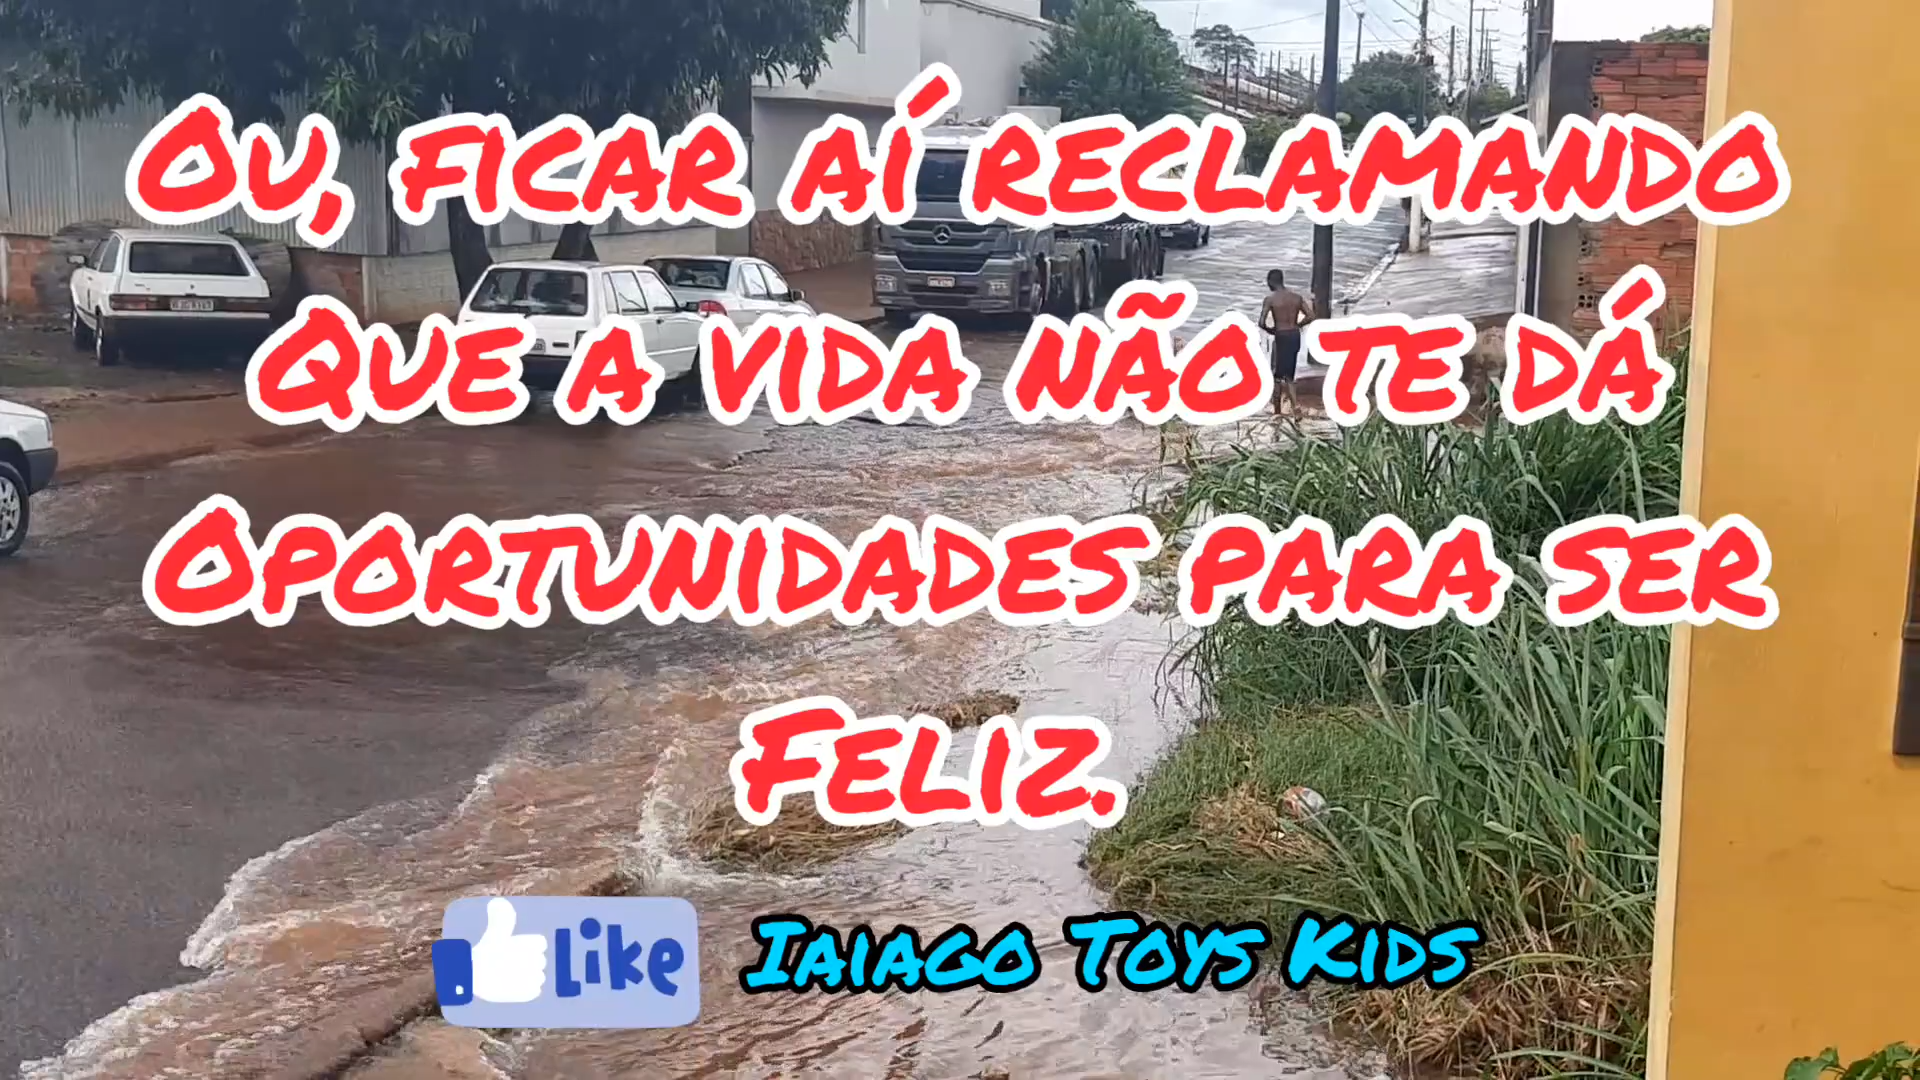 Ou, ficar aí reclamando
Que a vida não te dá
Oportunidades para ser
Feliz.
like Iaiago Toys Kids